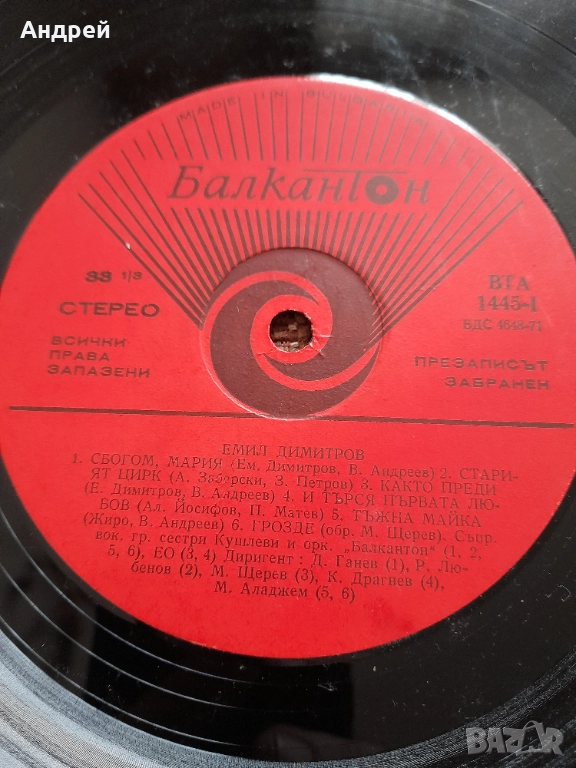 Андрей
MADE IN BULGARIA
Балкантон
33 1/3
СТЕРЕО
ВСИЧКИ
ПРАВА
ЗАПАЗЕНИ
ВТА
1445-I
БДС 4648-71
ПРЕЗАПИСЪТ
ЗАБРАНЕН
ЕМИЛ ДИМИТРОВ
1. СБОГОМ, МАРИЯ (Ем. Димитров, В. Андреев) 2. СТАРИ-
ЯТ ЦИРК (А. Заберски, З. Петров) 3. КАКТО ПРЕДИ
(Е. Димитров, В. Андреев) 4. И ТЪРСЯ ПЪРВАТА ЛЮ-
БОВ (Ал. Йосифов, П. Матев) 5. ТЪЖНА МАЙКА
(Жиро, В. Андреев) 6. ГРОЗДЕ (обр. М. Щерев). Съпр.
вок. гр. сестри Кушлеви и орк. „Балкантон“ (1, 2,
5, 6), ЕО (3, 4) Диригент: Д. Ганев (1), Р. Лю-
бенов (2), М. Щерев (3), К. Драгнев (4),
М. Аладжем (5, 6)
BAZAR